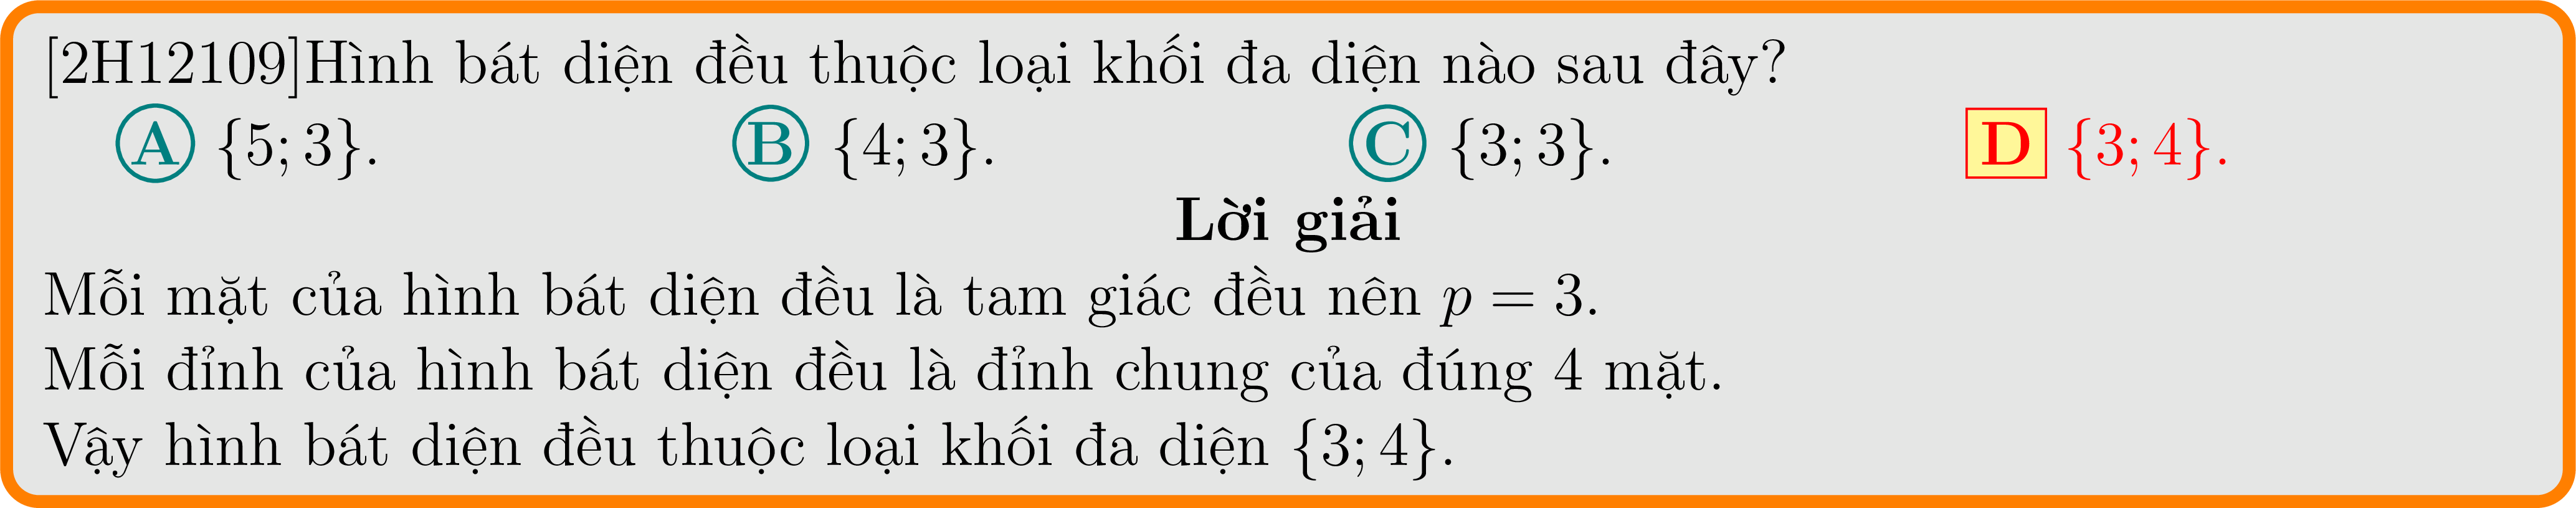 [2H12109]Hình bát diện đều thuộc loại khối đa diện nào sau đây?
A {5; 3}. B {4; 3}. C {3; 3}. D {3; 4}.
Lời giải
Mỗi mặt của hình bát diện đều là tam giác đều nên p = 3.
Mỗi đỉnh của hình bát diện đều là đỉnh chung của đúng 4 mặt.
Vậy hình bát diện đều thuộc loại khối đa diện {3; 4}.